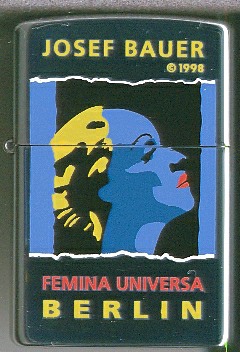 JOSEF BAUER
© 1998
FEMINA UNIVERSA
BERLIN